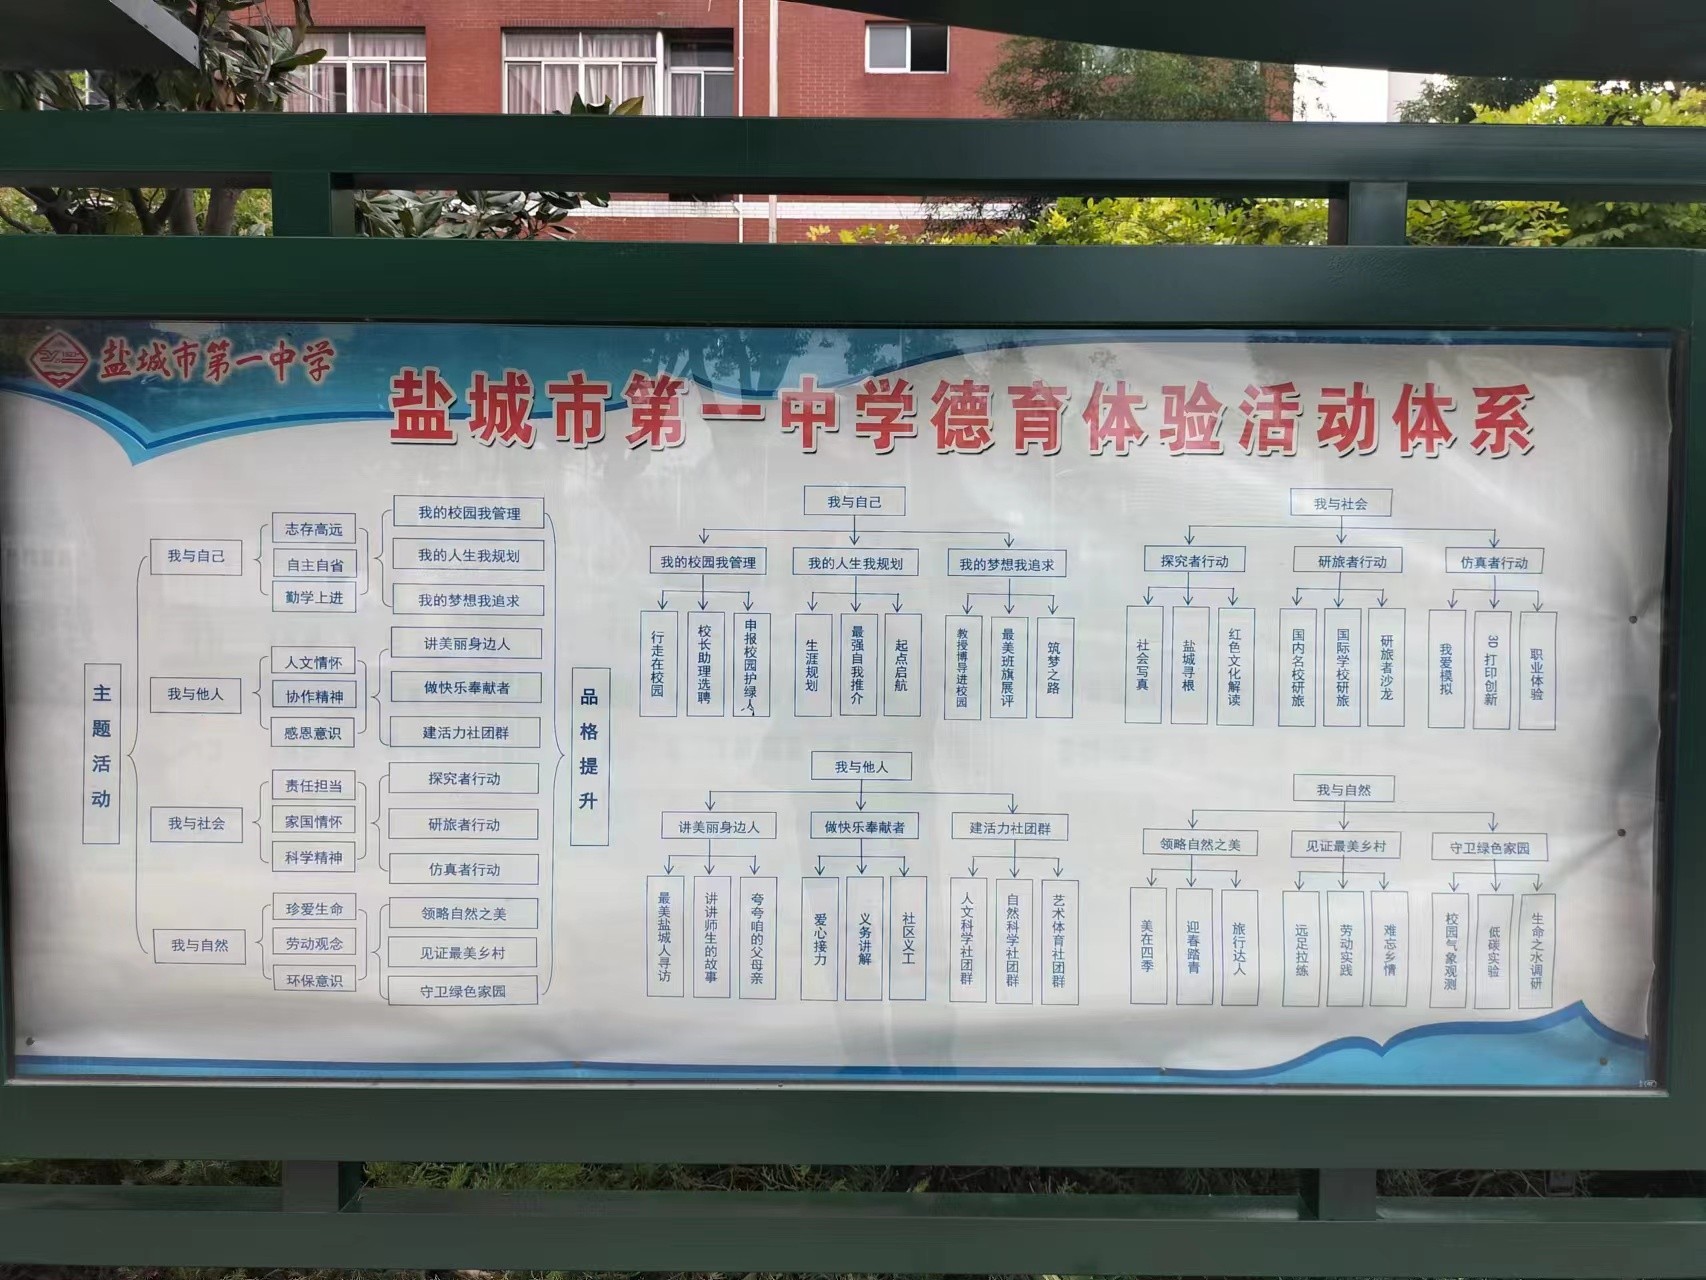 盐城市第一中学
盐城市第一中学德育体验活动体系
主题活动
我与自己
志存高远
自主自省
勤学上进
我的校园我管理
我的人生我规划
我的梦想我追求
我与他人
人文情怀
协作精神
感恩意识
讲美丽身边人
做快乐奉献者
建活力社团群
我与社会
责任担当
家国情怀
科学精神
探究者行动
研旅者行动
仿真者行动
我与自然
珍爱生命
劳动观念
环保意识
领略自然之美
见证最美乡村
守卫绿色家园
品格提升
我与自己
我的校园我管理
我的人生我规划
我的梦想我追求
行走在校园
校长助理选聘
申报校园护绿人
生涯规划
最强自我推介
起点启航
教授博导进校园
最美班旗展评
筑梦之路
我与社会
探究者行动
研旅者行动
仿真者行动
社会写真
盐城寻根
红色文化解读
国内名校研旅
国际学校研旅
研旅者沙龙
我爱模拟
3D打印创新
职业体验
我与他人
讲美丽身边人
做快乐奉献者
建活力社团群
最美盐城人寻访
讲讲师生的故事
夸夸咱的父母亲
爱心接力
义务讲解
社区义工
人文科学社团群
自然科学社团群
艺术体育社团群
我与自然
领略自然之美
见证最美乡村
守卫绿色家园
美在四季
迎春踏青
旅行达人
远足拉练
劳动实践
难忘乡情
校园气象观测
低碳实验
生命之水调研